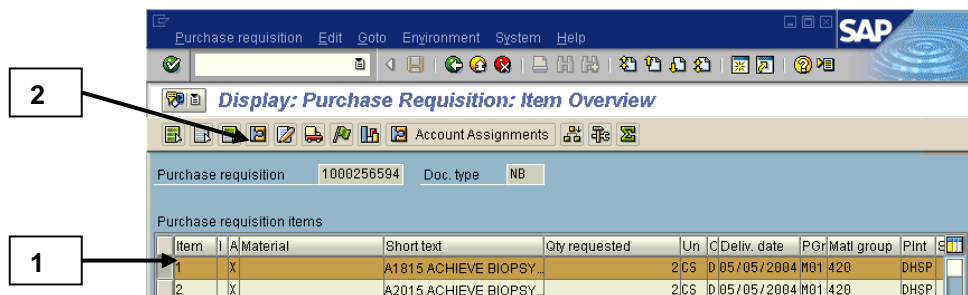 Purchase requisition Edit Goto Environment System Help
SAP
2
Display: Purchase Requisition: Item Overview
Account Assignments
Purchase requisition 1000256594 Doc. type NB
Purchase requisition items
Item I A Material Short text Qty requested Un C Deliv. date PGr Matl group Plnt S
1
1 X A1815 ACHIEVE BIOPSY... 2 CS D 05/05/2004 M01 420 DHSP
2 X A2015 ACHIEVE BIOPSY... 2 CS D 05/05/2004 M01 420 DHSP